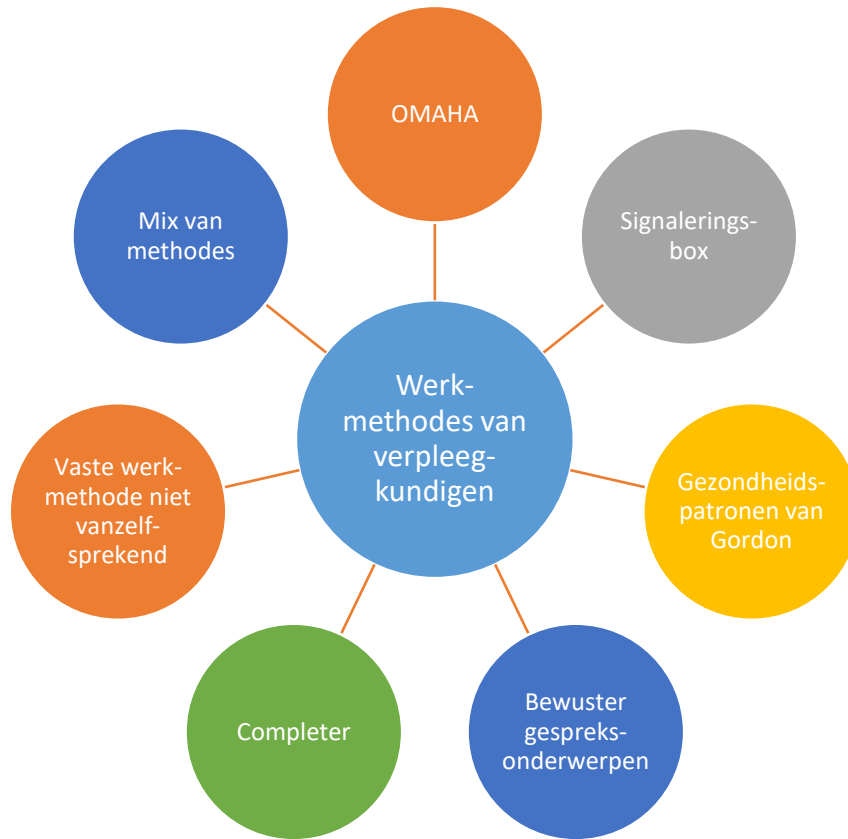 OMAHA
Signalerings-
box
Gezondheids-
patronen van
Gordon
Bewuster
gespreks-
onderwerpen
Completer
Vaste werk-
methode niet
vanzelf-
sprekend
Mix van
methodes
Werk-
methodes van
verpleeg-
kundigen